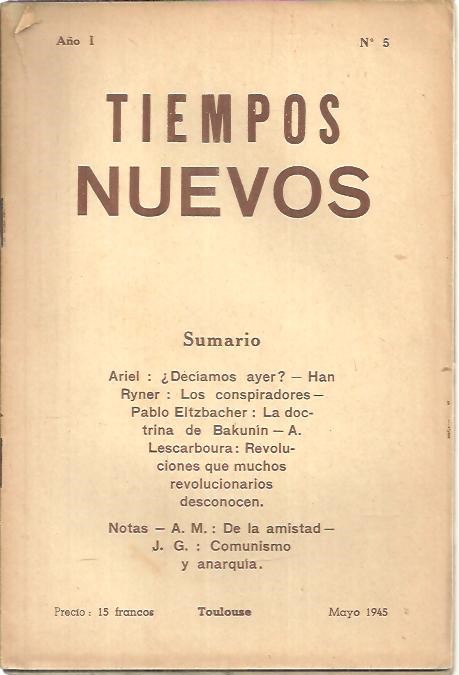 Año I
N° 5
TIEMPOS
NUEVOS
Sumario
Ariel : ¿Decíamos ayer? — Han
Ryner : Los conspiradores —
Pablo Eltzbacher : La doc-
trina de Bakunín — A.
Lescarboura : Revolu-
ciones que muchos
revolucionarios
desconocen.
Notas — A. M. : De la amistad —
J. G. : Comunismo
y anarquía.
Precio : 15 francos Toulouse Mayo 1945